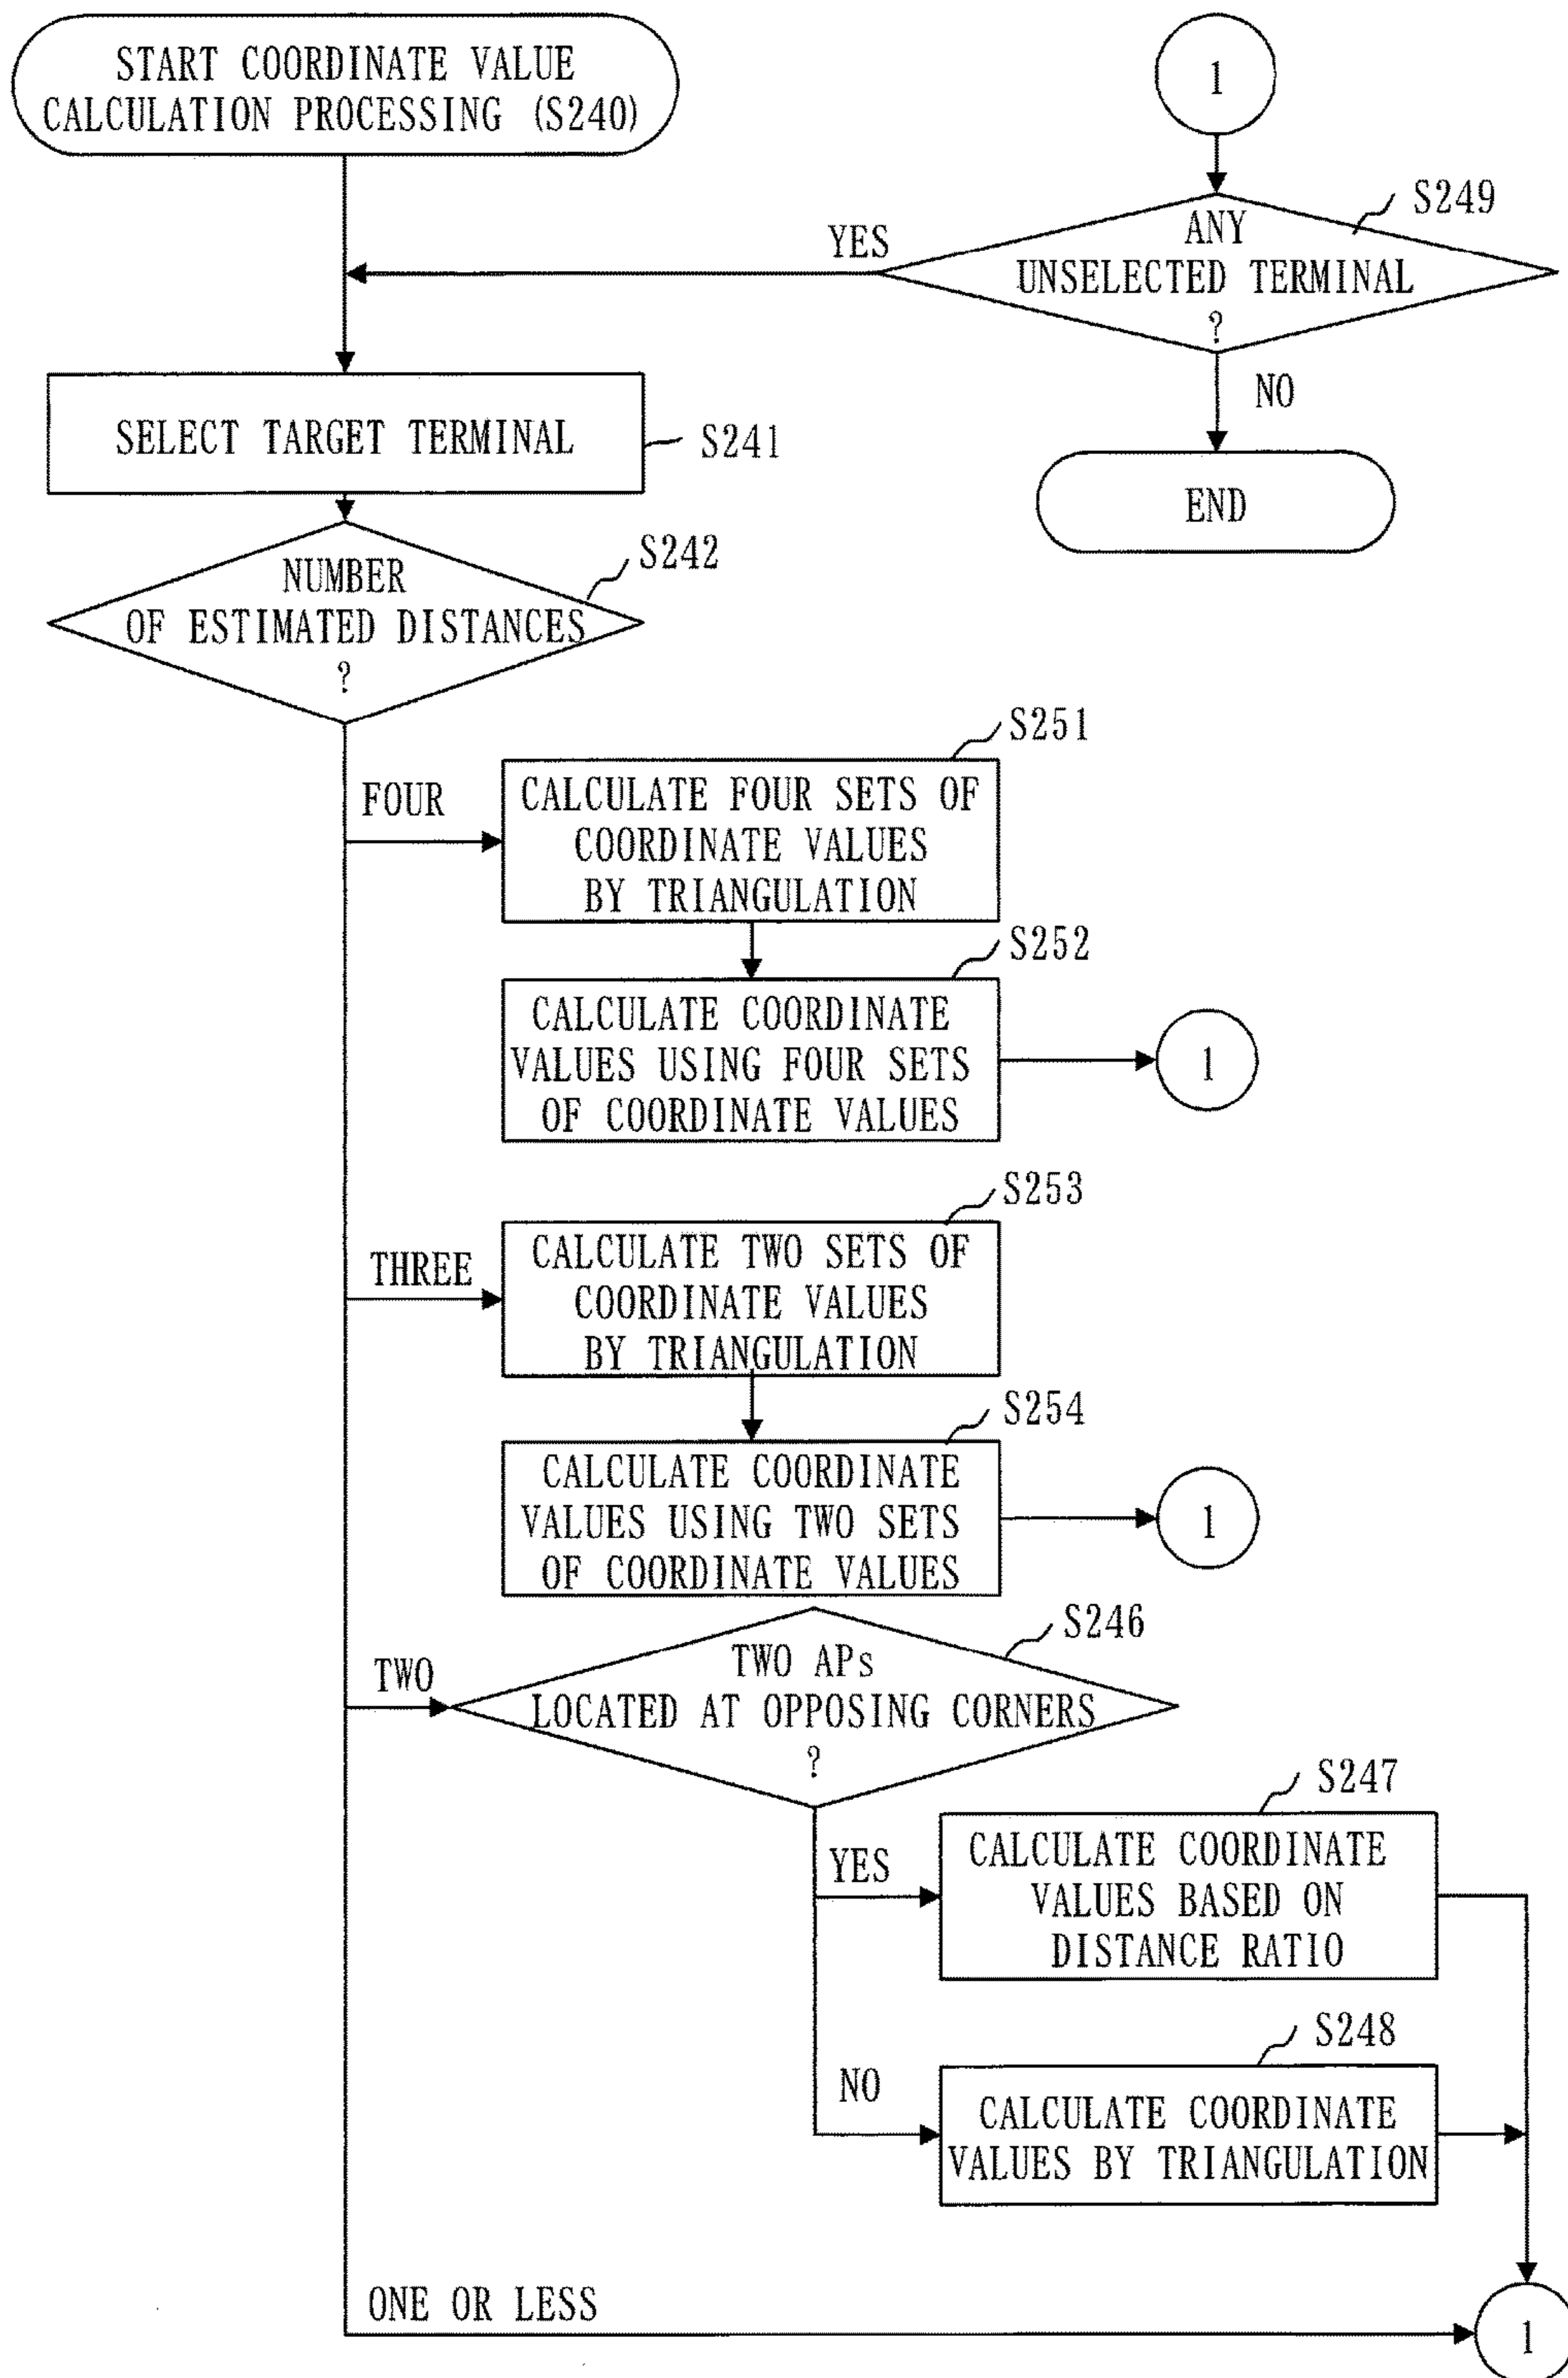 START COORDINATE VALUE
CALCULATION PROCESSING (S240)
1
S249
ANY
UNSELECTED TERMINAL
?
YES
NO
END
SELECT TARGET TERMINAL
S241
S242
NUMBER
OF ESTIMATED DISTANCES
?
S251
FOUR
CALCULATE FOUR SETS OF
COORDINATE VALUES
BY TRIANGULATION
S252
CALCULATE COORDINATE
VALUES USING FOUR SETS
OF COORDINATE VALUES
1
S253
THREE
CALCULATE TWO SETS OF
COORDINATE VALUES
BY TRIANGULATION
S254
CALCULATE COORDINATE
VALUES USING TWO SETS
OF COORDINATE VALUES
1
S246
TWO
TWO APs
LOCATED AT OPPOSING CORNERS
?
S247
YES
CALCULATE COORDINATE
VALUES BASED ON
DISTANCE RATIO
S248
NO
CALCULATE COORDINATE
VALUES BY TRIANGULATION
ONE OR LESS
1